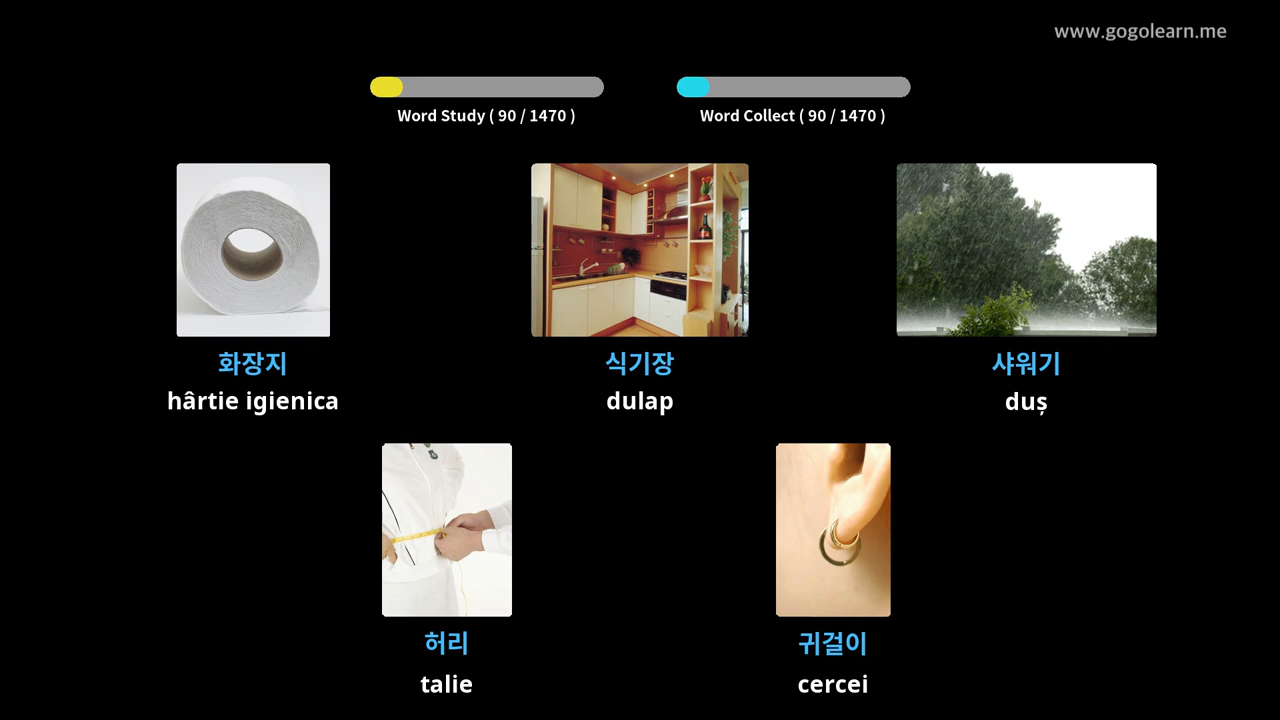 www.gogolearn.me
Word Study ( 90 / 1470 )
Word Collect ( 90 / 1470 )
화장지
hârtie igienica
식기장
dulap
샤워기
duș
허리
talie
귀걸이
cercei